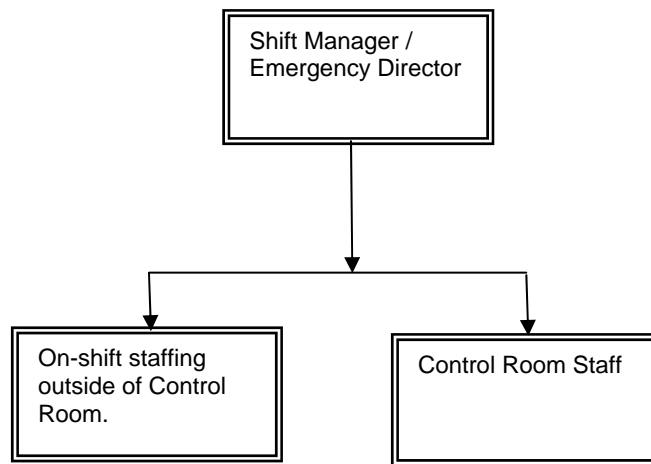 Shift Manager /
Emergency Director
On-shift staffing
outside of Control
Room.
Control Room Staff